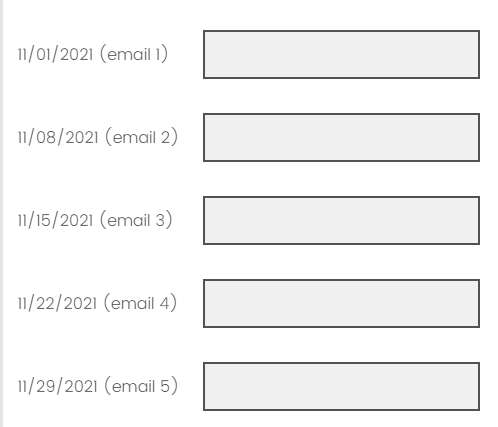 11/01/2021 (email 1)
11/08/2021 (email 2)
11/15/2021 (email 3)
11/22/2021 (email 4)
11/29/2021 (email 5)